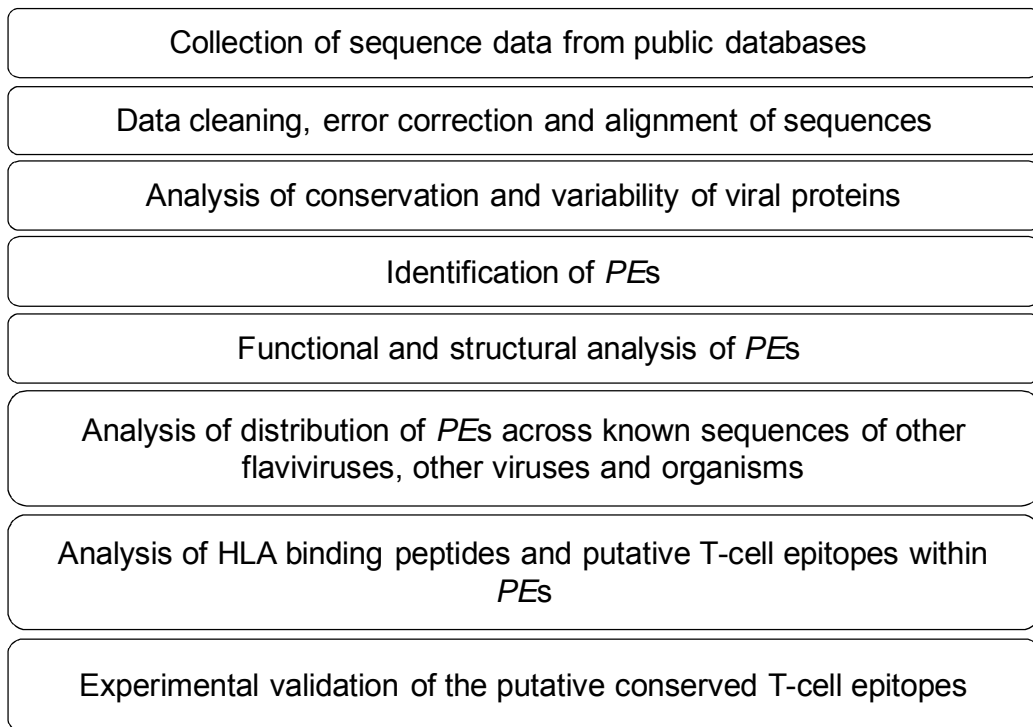 Collection of sequence data from public databases
Data cleaning, error correction and alignment of sequences
Analysis of conservation and variability of viral proteins
Identification of PEs
Functional and structural analysis of PEs
Analysis of distribution of PEs across known sequences of other
flaviviruses, other viruses and organisms
Analysis of HLA binding peptides and putative T-cell epitopes within
PEs
Experimental validation of the putative conserved T-cell epitopes